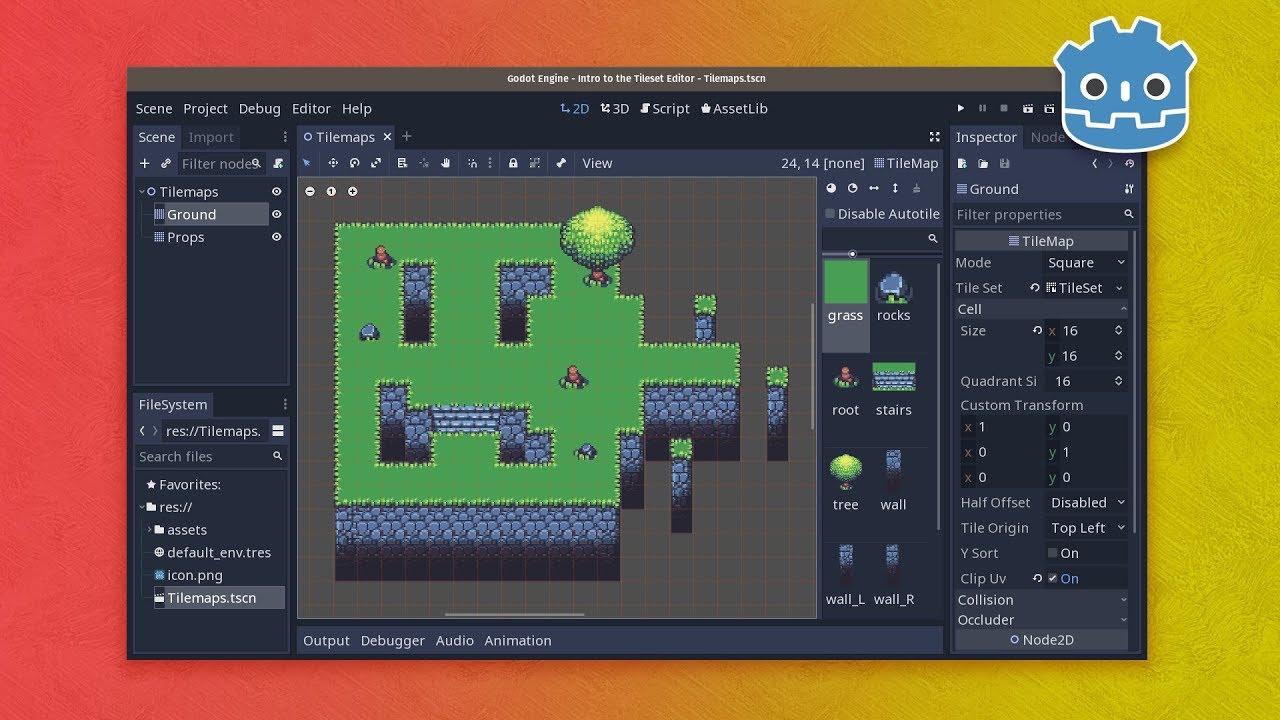 Godot Engine - Intro to the Tileset Editor - Tilemaps.tscn
Scene Project Debug Editor Help
2D 3D Script AssetLib
Scene Import
Filter node
Tilemaps
Ground
Props
FileSystem
res://Tilemaps.
Search files
Favorites:
res://
assets
default_env.tres
icon.png
Tilemaps.tscn
Tilemaps
View
24, 14 [none] TileMap
1
Disable Autotile
grass rocks
root stairs
tree wall
wall_L wall_R
Output Debugger Audio Animation
Inspector Node
Ground
Filter properties
TileMap
Mode Square
Tile Set TileSet
Cell
Size x 16
y 16
Quadrant Si 16
Custom Transform
x 1 y 0
x 0 y 1
x 0 y 0
Half Offset Disabled
Tile Origin Top Left
Y Sort On
Clip Uv On
Collision
Occluder
Node2D